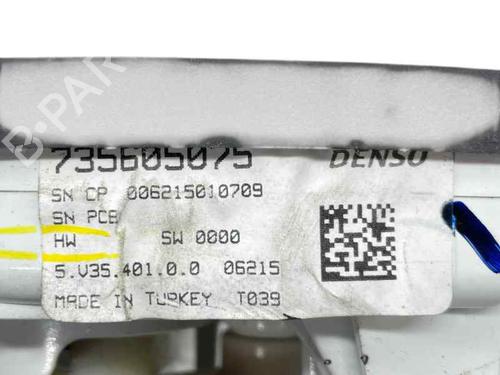 B-PARTS
735605075 DENSO
SN CP 006215010709
SN PCB
HW SW 0000
5.V35.401.0.0 06215
MADE IN TURKEY T039